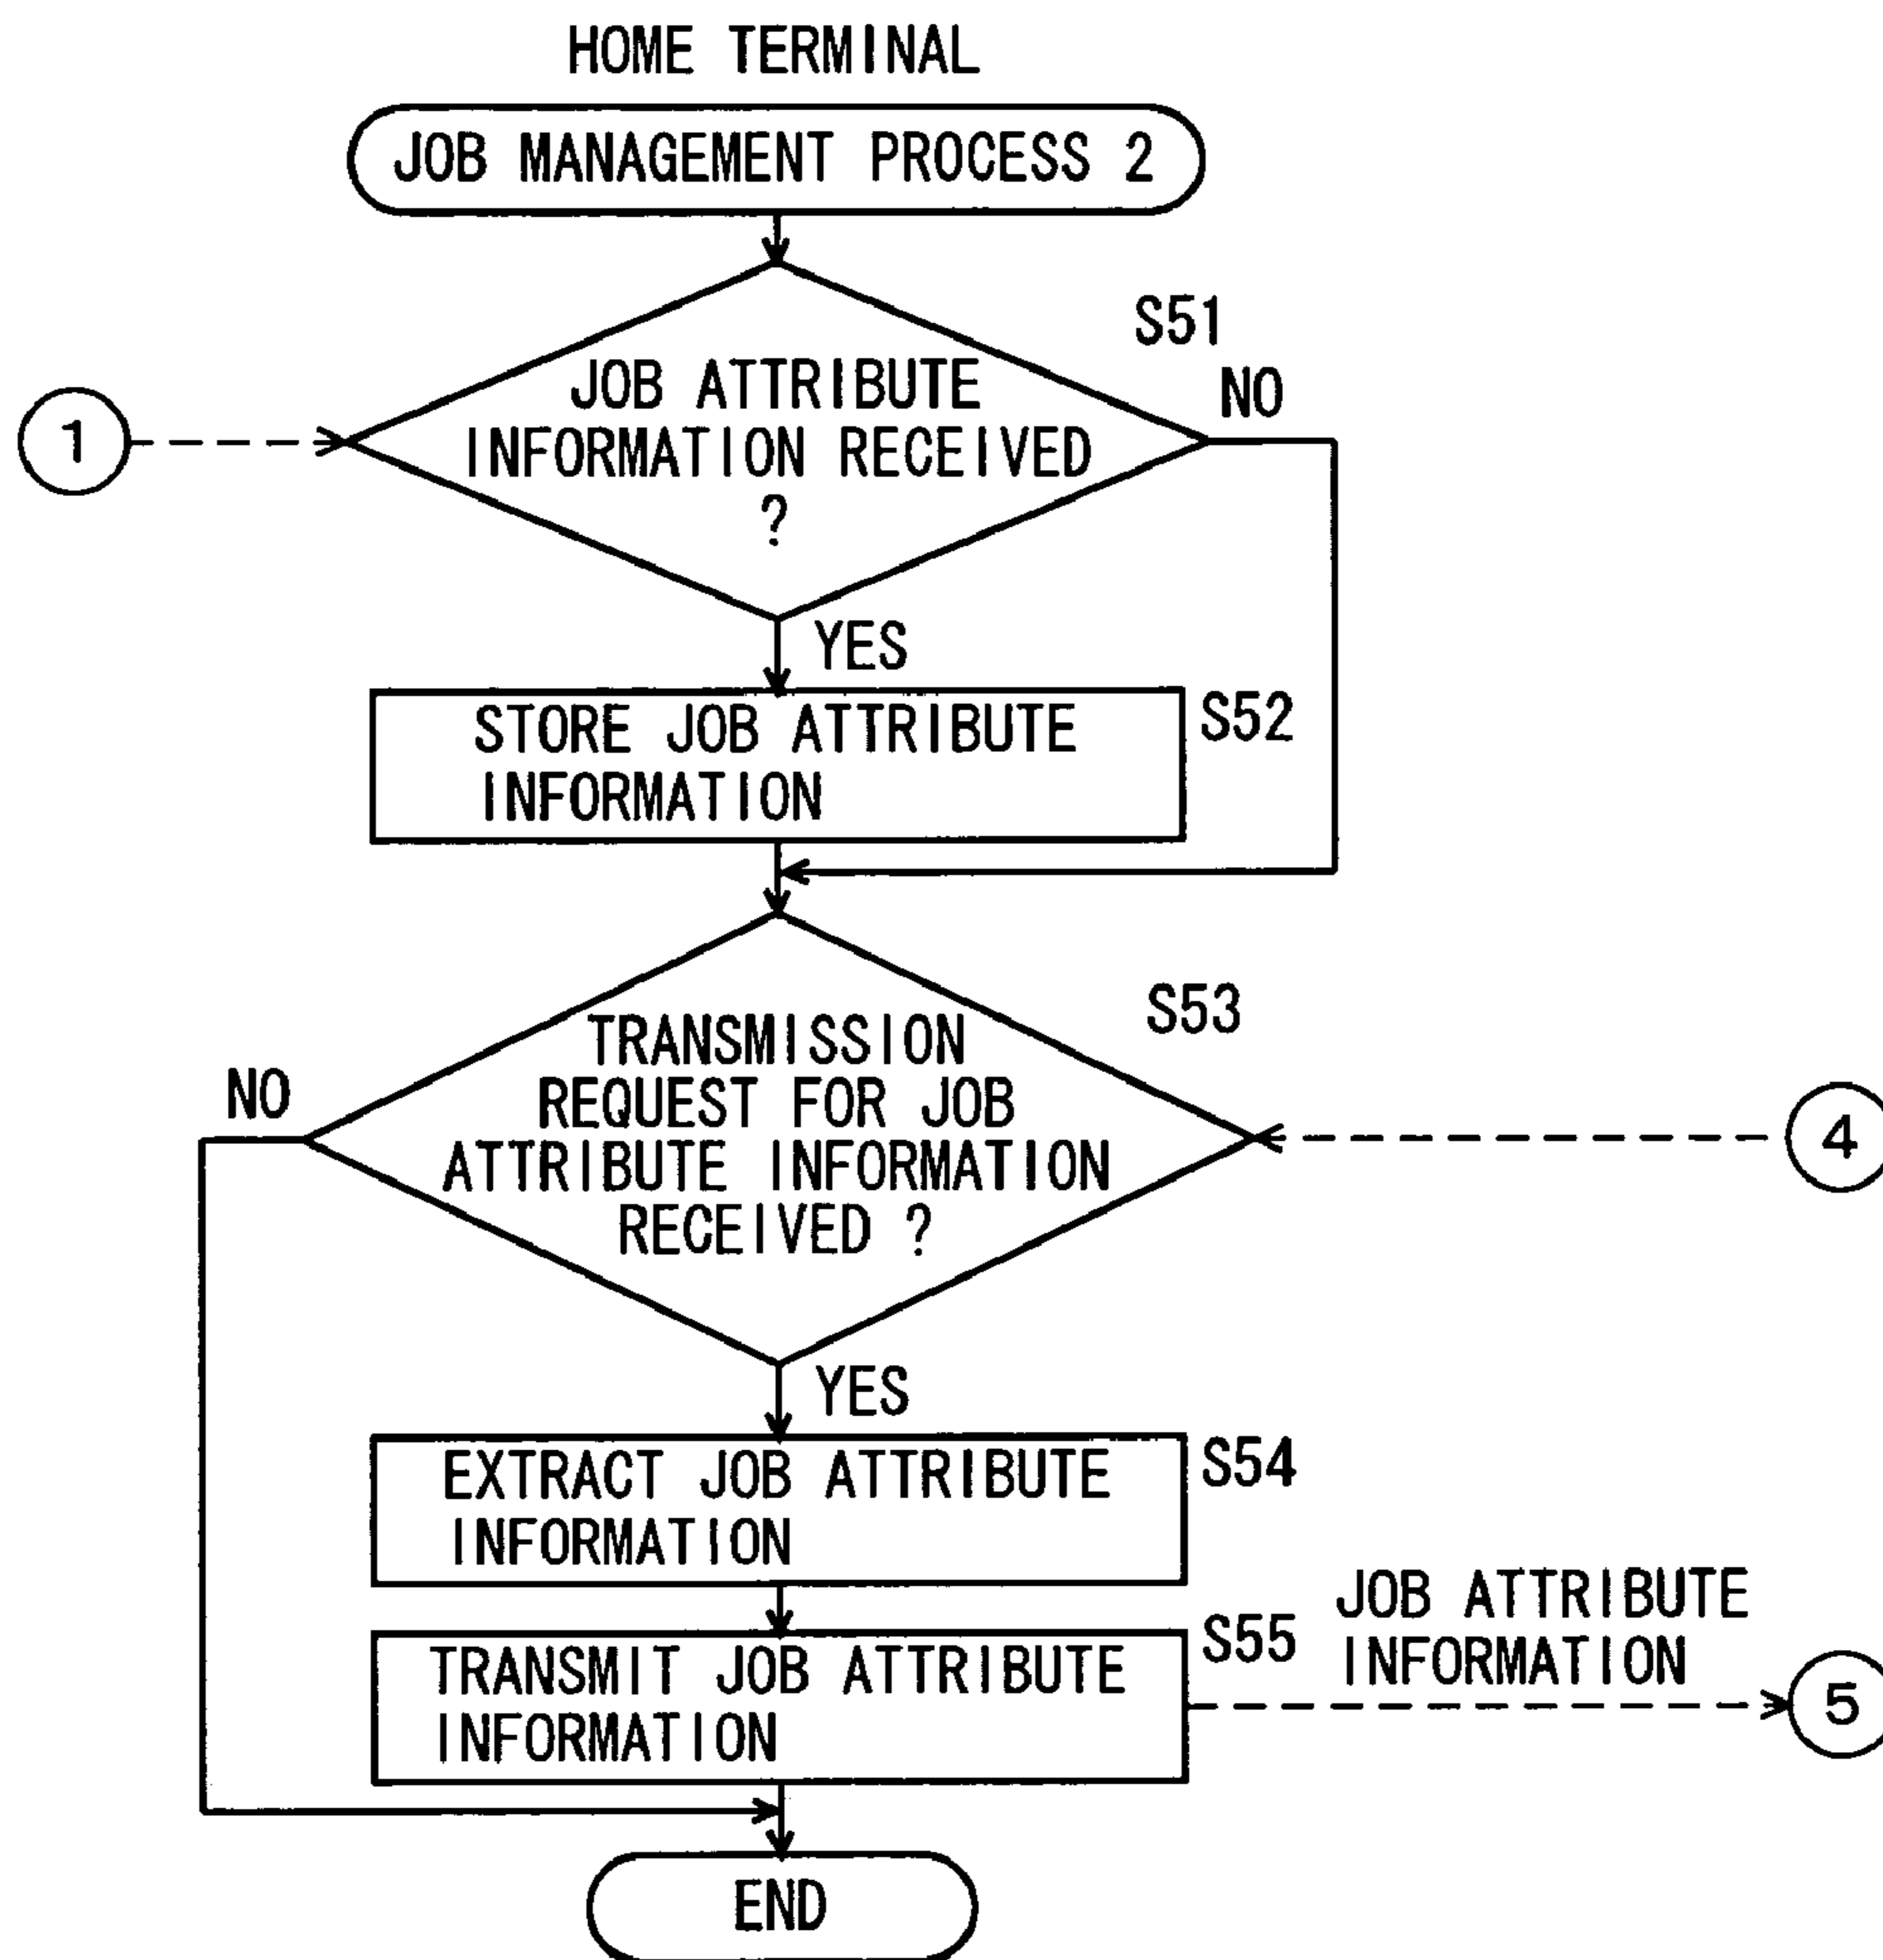 HOME TERMINAL
JOB MANAGEMENT PROCESS 2
S51
JOB ATTRIBUTE
INFORMATION RECEIVED
?
NO
1
YES
STORE JOB ATTRIBUTE
INFORMATION
S52
S53
TRANSMISSION
REQUEST FOR JOB
ATTRIBUTE INFORMATION
RECEIVED ?
NO
4
YES
EXTRACT JOB ATTRIBUTE
INFORMATION
S54
TRANSMIT JOB ATTRIBUTE
INFORMATION
S55
JOB ATTRIBUTE
INFORMATION
5
END